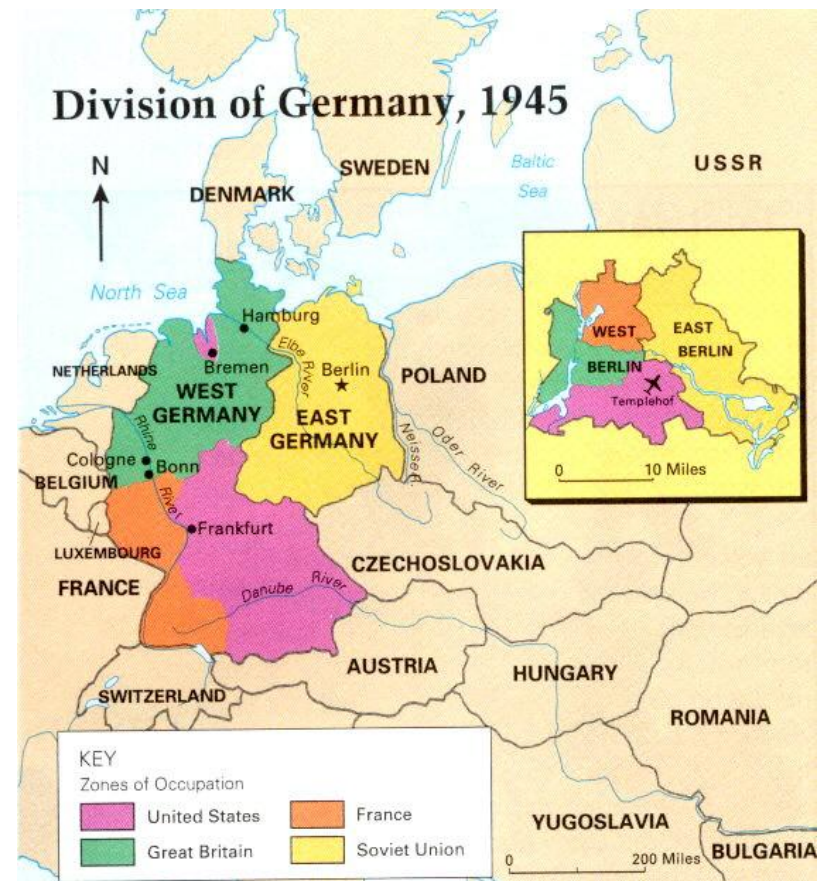 Division of Germany, 1945
N
SWEDEN
DENMARK
Baltic
Sea
USSR
North Sea
Hamburg
Elbe River
Bremen
NETHERLANDS
WEST
GERMANY
Berlin
EAST
GERMANY
POLAND
Rhine
River
Cologne
Bonn
BELGIUM
Neisse R.
Oder River
Frankfurt
LUXEMBOURG
FRANCE
CZECHOSLOVAKIA
Danube River
AUSTRIA
HUNGARY
SWITZERLAND
ROMANIA
YUGOSLAVIA
BULGARIA
WEST
BERLIN
EAST
BERLIN
Templehof
0 10 Miles
KEY
Zones of Occupation
United States
France
Great Britain
Soviet Union
0 200 Miles